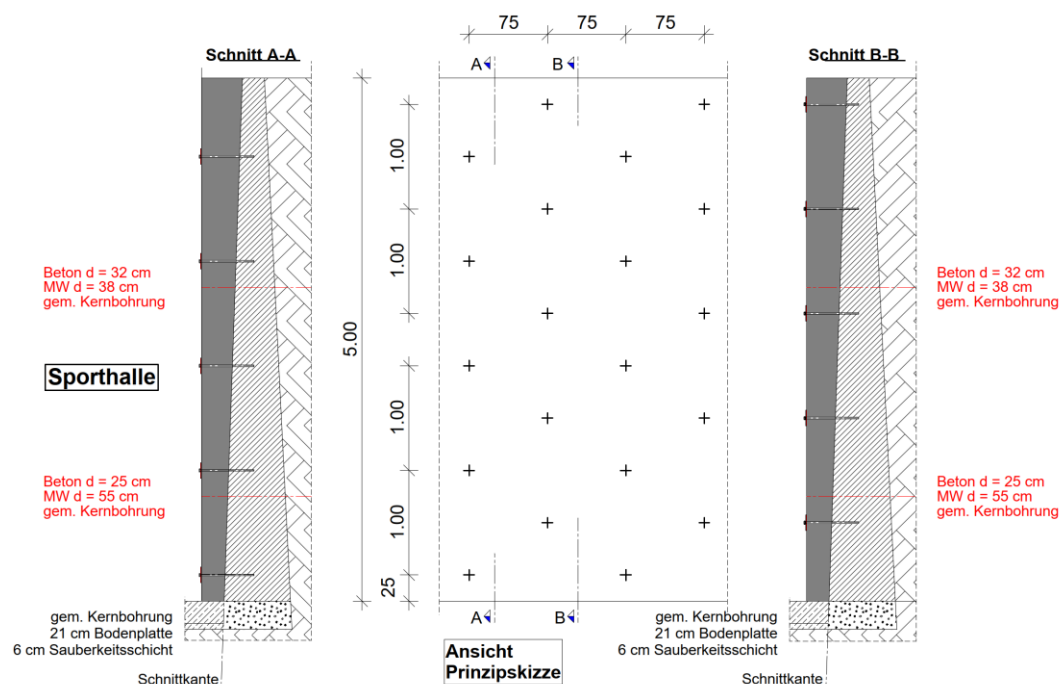 75
75
75
Schnitt A-A
A
B
Schnitt B-B
1.00
1.00
5.00
1.00
1.00
25
Beton d = 32 cm
MW d = 38 cm
gem. Kernbohrung
Sporthalle
Beton d = 25 cm
MW d = 55 cm
gem. Kernbohrung
Beton d = 32 cm
MW d = 38 cm
gem. Kernbohrung
Beton d = 25 cm
MW d = 55 cm
gem. Kernbohrung
gem. Kernbohrung
21 cm Bodenplatte
6 cm Sauberkeitsschicht
Schnittkante
A
B
Ansicht
Prinzipskizze
gem. Kernbohrung
21 cm Bodenplatte
6 cm Sauberkeitsschicht
Schnittkante